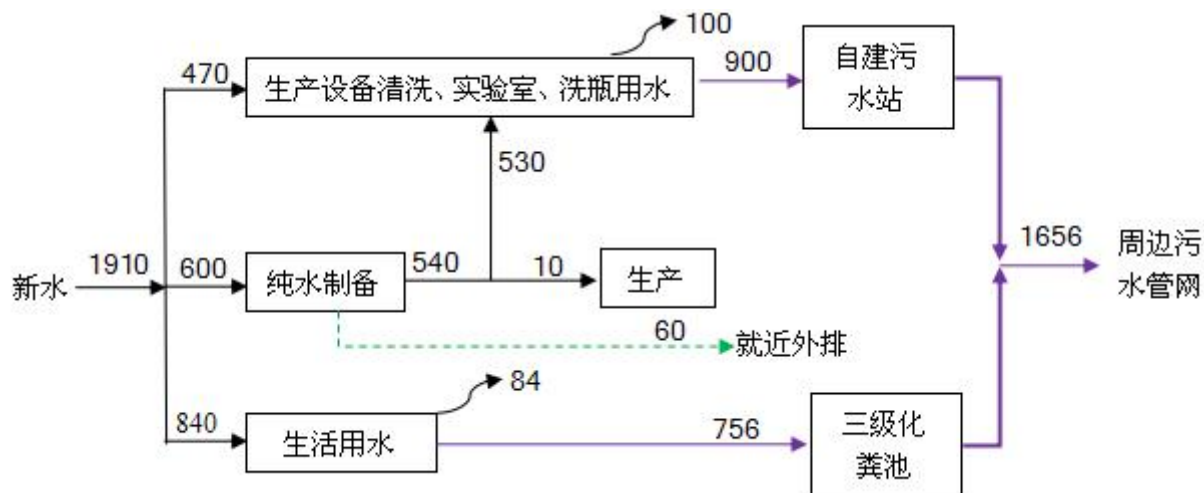 100
470
生产设备清洗、实验室、洗瓶用水
900
自建污
水站
530
新水
1910
600
纯水制备
540
10
生产
1656
周边污
水管网
60
就近外排
84
840
生活用水
756
三级化
粪池